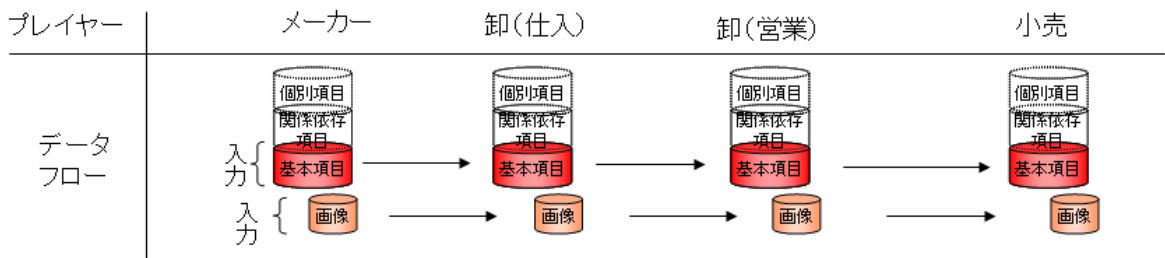 プレイヤー
メーカー
卸(仕入)
卸(営業)
小売
データ
フロー
個別項目
関係依存
項目
入
力
基本項目
入
力
画像
個別項目
関係依存
項目
基本項目
画像
個別項目
関係依存
項目
基本項目
画像
個別項目
関係依存
項目
基本項目
画像